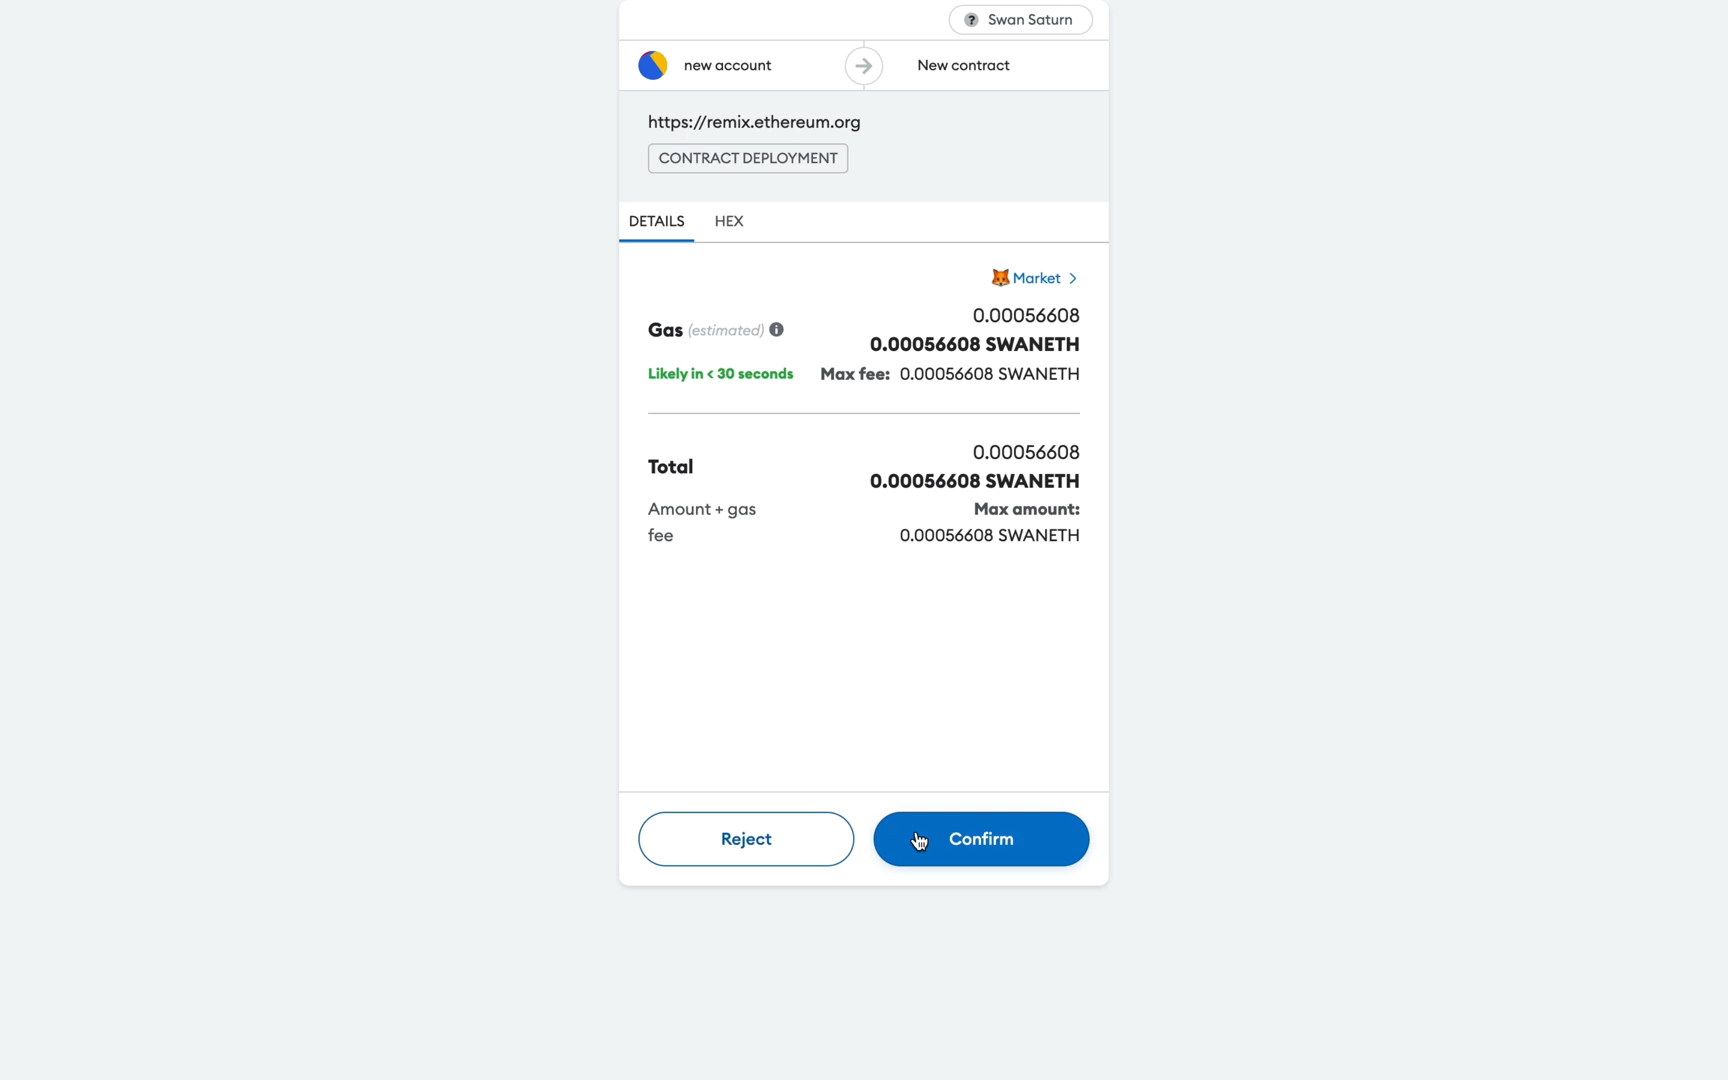 Swan Saturn
new account
New contract
https://remix.ethereum.org
CONTRACT DEPLOYMENT
DETAILS HEX
Market
0.00056608
Gas (estimated)
0.00056608 SWANETH
Likely in < 30 seconds Max fee: 0.00056608 SWANETH
0.00056608
Total
0.00056608 SWANETH
Amount + gas Max amount:
fee 0.00056608 SWANETH
Reject Confirm